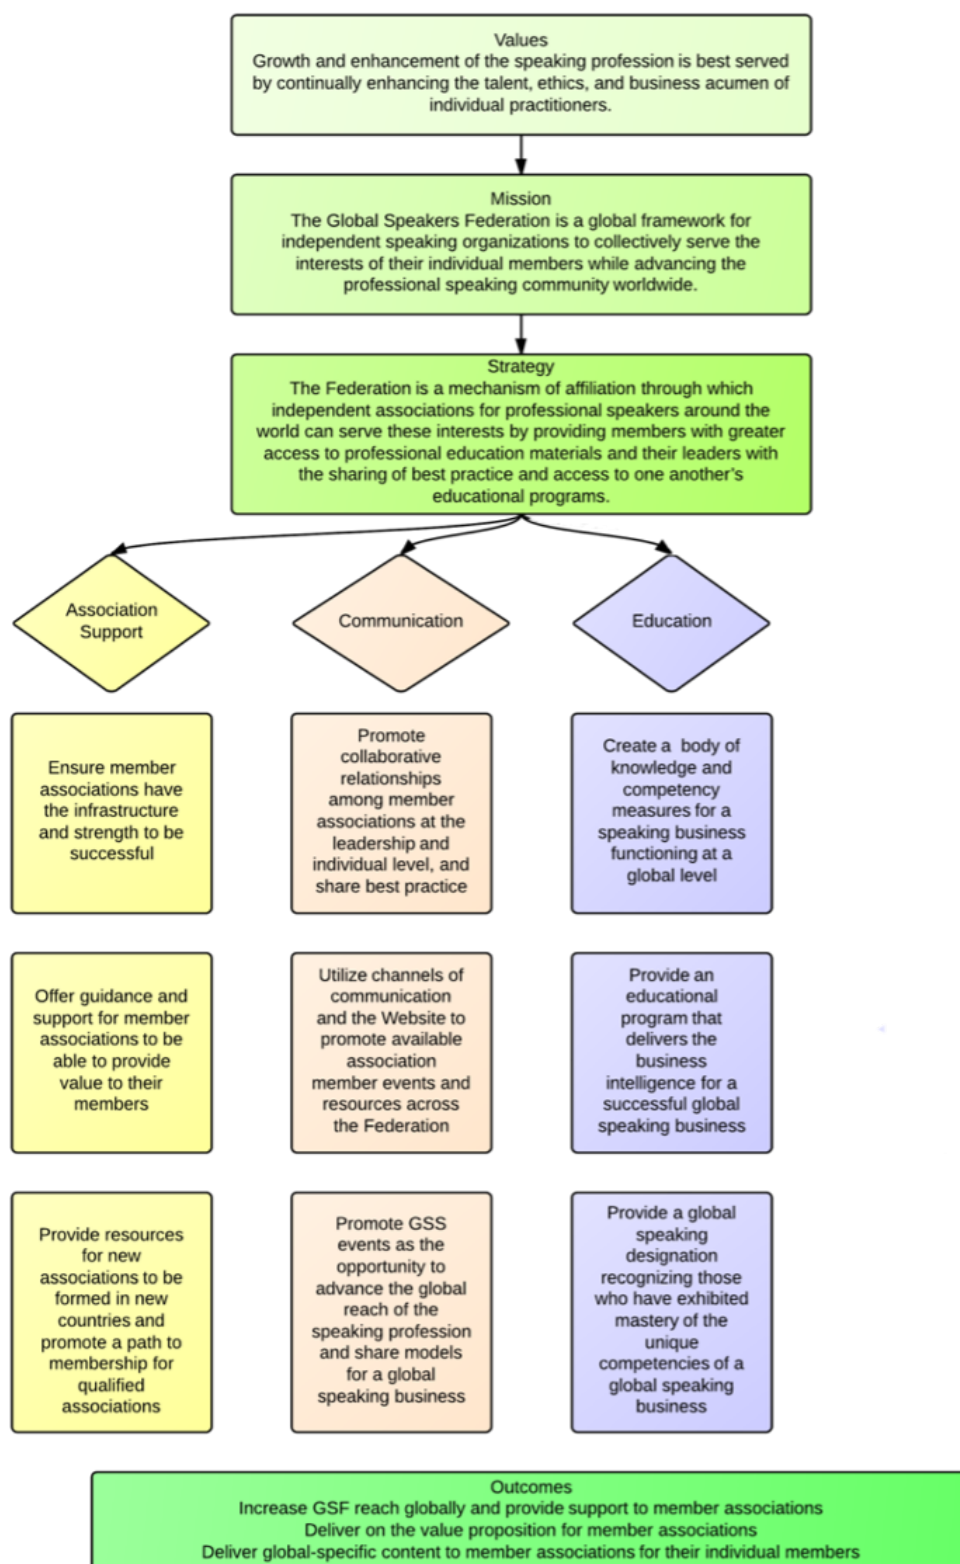 Values
Growth and enhancement of the speaking profession is best served
by continually enhancing the talent, ethics, and business acumen of
individual practitioners.
Mission
The Global Speakers Federation is a global framework for
independent speaking organizations to collectively serve the
interests of their individual members while advancing the
professional speaking community worldwide.
Strategy
The Federation is a mechanism of affiliation through which
independent associations for professional speakers around the
world can serve these interests by providing members with greater
access to professional education materials and their leaders with
the sharing of best practice and access to one another's
educational programs.
Association
Support
Communication
Education
Ensure member
associations have
the infrastructure
and strength to be
successful
Promote
collaborative
relationships
among member
associations at the
leadership and
individual level, and
share best practice
Create a body of
knowledge and
competency
measures for a
speaking business
functioning at a
global level
Offer guidance and
support for member
associations to be
able to provide
value to their
members
Utilize channels of
communication
and the Website to
promote available
association
member events and
resources across
the Federation
Provide an
educational
program that
delivers the
business
intelligence for a
successful global
speaking business
Provide resources
for new
associations to be
formed in new
countries and
promote a path to
membership for
qualified
associations
Promote GSS
events as the
opportunity to
advance the global
reach of the
speaking profession
and share models
for a global
speaking business
Provide a global
speaking
designation
recognizing those
who have exhibited
mastery of the
unique
competencies of a
global speaking
business
Outcomes
Increase GSF reach globally and provide support to member associations
Deliver on the value proposition for member associations
Deliver global-specific content to member associations for their individual members